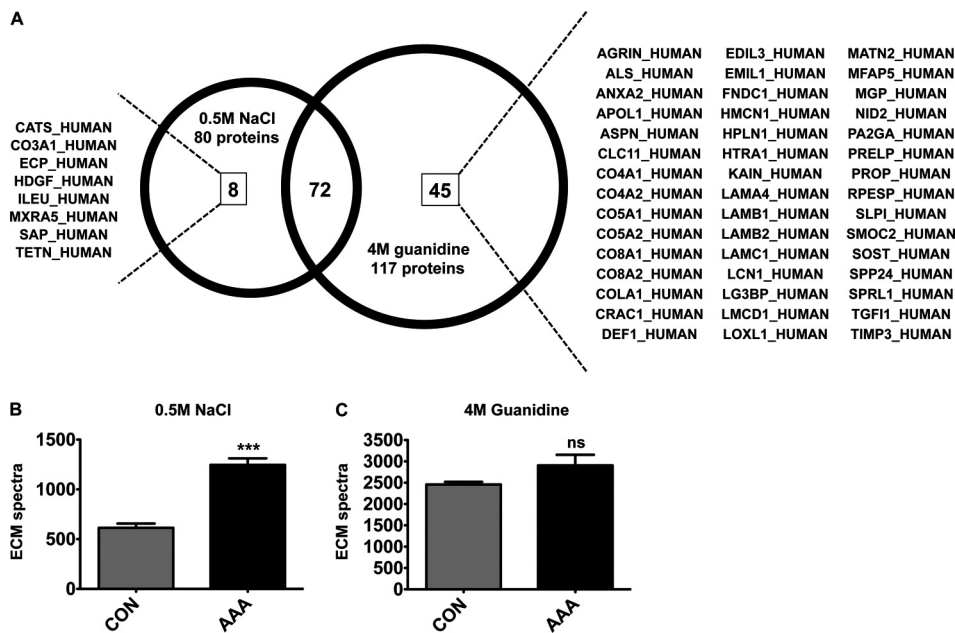 A
0.5M NaCl
80 proteins
8
72
45
4M guanidine
117 proteins
CATS_HUMAN
CO3A1_HUMAN
ECP_HUMAN
HDGF_HUMAN
ILEU_HUMAN
MXRA5_HUMAN
SAP_HUMAN
TETN_HUMAN
AGRIN_HUMAN EDIL3_HUMAN MATN2_HUMAN
ALS_HUMAN EMIL1_HUMAN MFAP5_HUMAN
ANXA2_HUMAN FNDC1_HUMAN MGP_HUMAN
APOL1_HUMAN HMCN1_HUMAN NID2_HUMAN
ASPN_HUMAN HPLN1_HUMAN PA2GA_HUMAN
CLC11_HUMAN HTRA1_HUMAN PRELP_HUMAN
CO4A1_HUMAN KAIN_HUMAN PROP_HUMAN
CO4A2_HUMAN LAMA4_HUMAN RPESP_HUMAN
CO5A1_HUMAN LAMB1_HUMAN SLPI_HUMAN
CO5A2_HUMAN LAMB2_HUMAN SMOC2_HUMAN
CO8A1_HUMAN LAMC1_HUMAN SOST_HUMAN
CO8A2_HUMAN LCN1_HUMAN SPP24_HUMAN
COLA1_HUMAN LG3BP_HUMAN SPRL1_HUMAN
CRAC1_HUMAN LMCD1_HUMAN TGFI1_HUMAN
DEF1_HUMAN LOXL1_HUMAN TIMP3_HUMAN
B
0.5M NaCl
ECM spectra
1500
1000
500
0
***
CON
AAA
C
4M Guanidine
ECM spectra
3500
3000
2500
2000
1500
1000
500
0
ns
CON
AAA